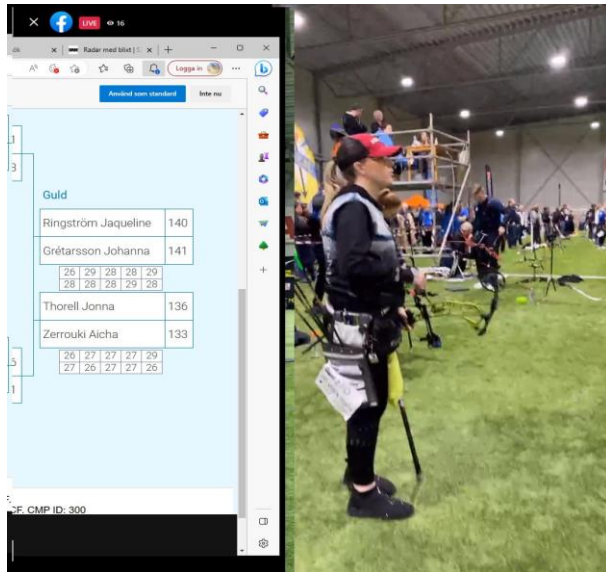 LIVE 16
Radar med blixt | S
Logga in
Använd som standard Inte nu
Guld
Ringström Jaqueline 140
Grétarsson Johanna 141
26 29 28 28 29
28 28 28 29 28
Thorell Jonna 136
Zerrouki Aicha 133
26 27 27 27 29
27 26 27 27 26
CF. CMP ID: 300